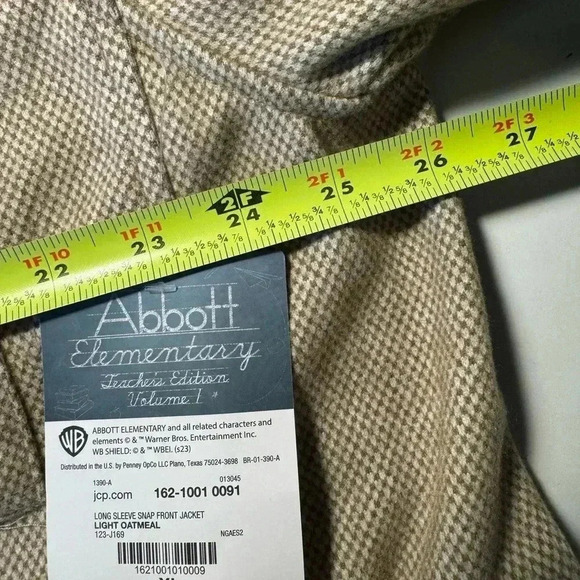 1F 10 1F 11 2F 2F 1 2F 2 2F 3
22 23 24 25 26 27
Abbott
Elementary
Teacher's Edition
Volume 1
WB
ABBOTT ELEMENTARY and all related characters and
elements © & ™ Warner Bros. Entertainment Inc.
WB SHIELD: © & ™ WBEI. (s23)
Distributed in the U.S. by Penney OpCo LLC Plano, Texas 75024-3698 BR-01-390-A
1390-A 013045
jcp.com 162-1001 0091
LONG SLEEVE SNAP FRONT JACKET
LIGHT OATMEAL
123-J169 NGAES2
1621001010009